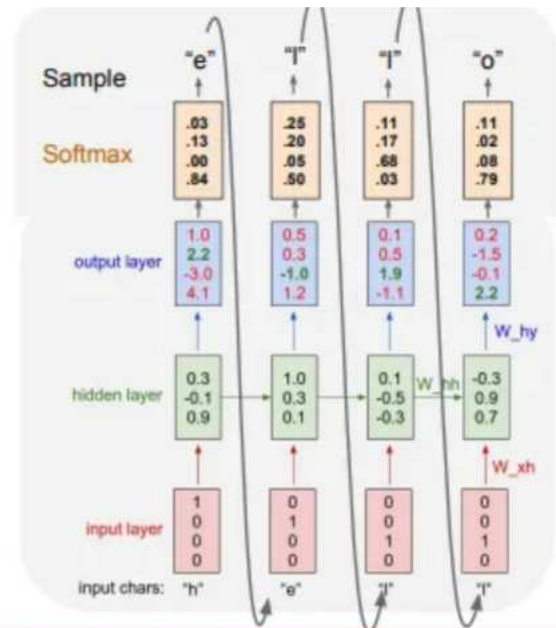 "e" "l" "l" "o"
Sample
.03 .25 .11 .11
.13 .20 .17 .02
.00 .05 .68 .08
.84 .50 .03 .79
Softmax
1.0 0.5 0.1 0.2
2.2 0.3 0.5 -1.5
-3.0 -1.0 1.9 -0.1
4.1 1.2 -1.1 2.2
output layer
W_hy
0.3 1.0 0.1 -0.3
-0.1 0.3 -0.5 0.9
0.9 0.1 -0.3 0.7
hidden layer
W_hh
W_xh
1 0 0 0
0 1 0 0
0 0 1 1
0 0 0 0
input layer
input chars: "h" "e" "l" "l"